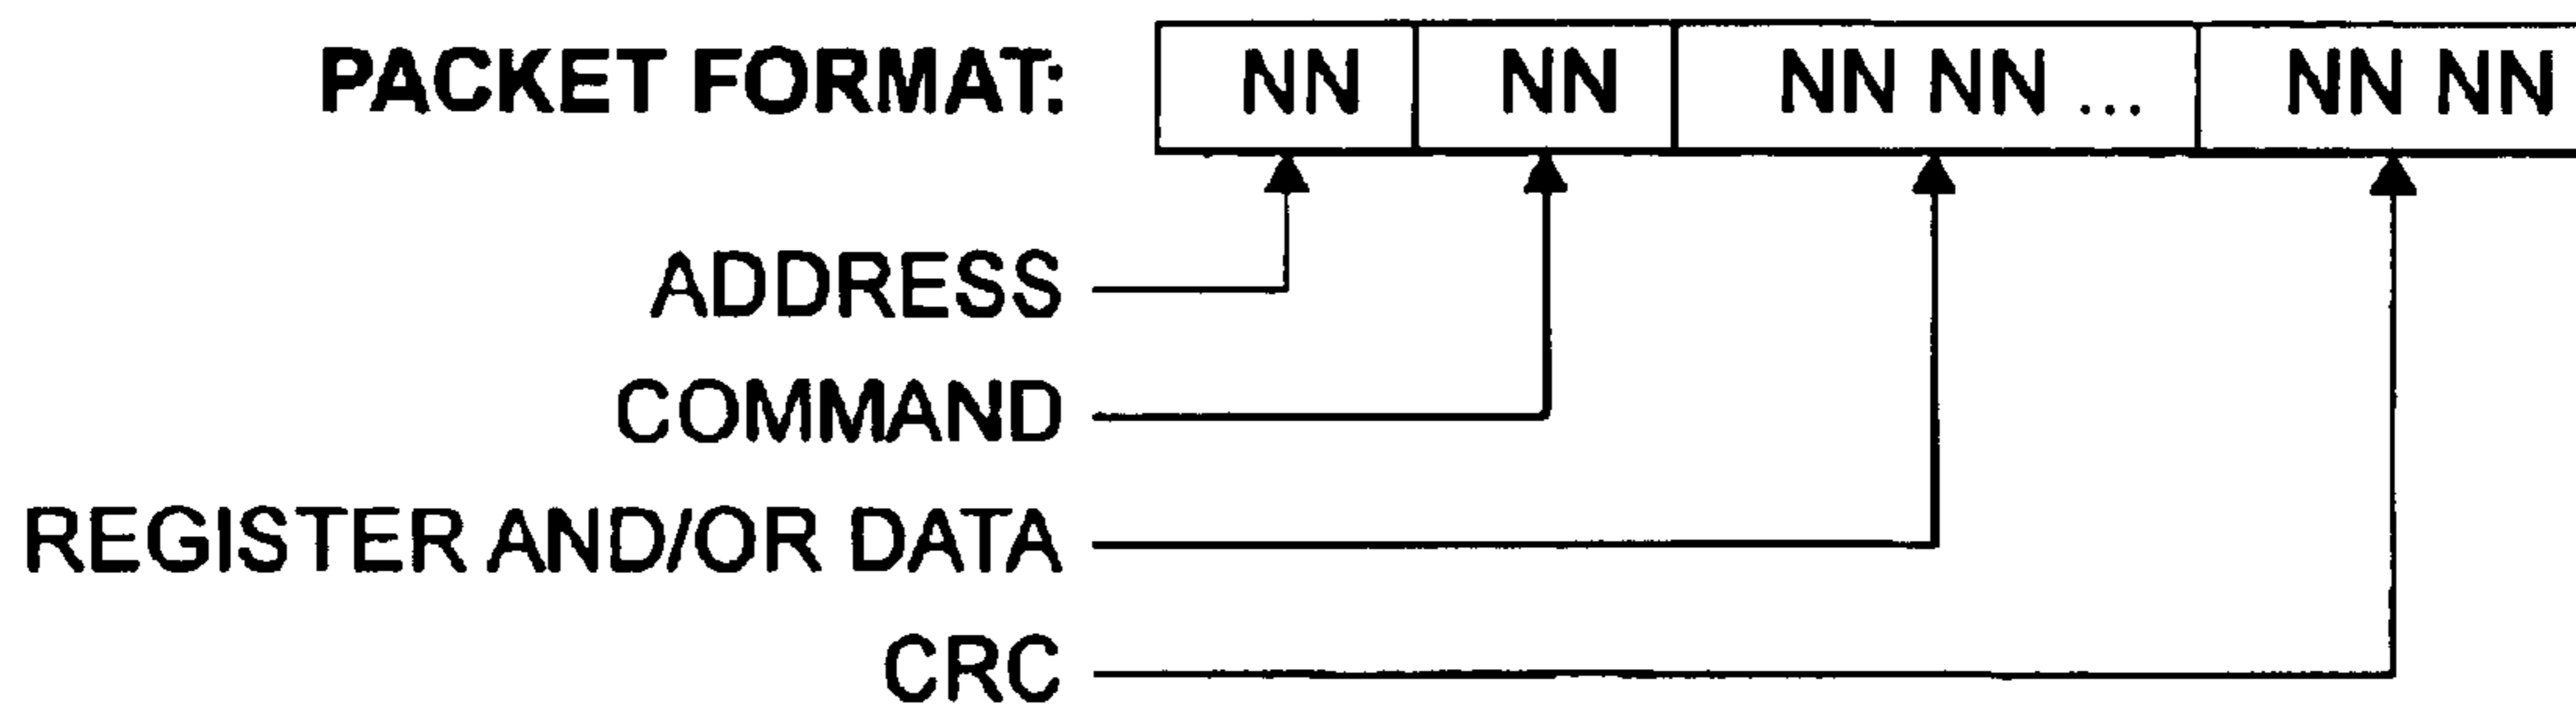 PACKET FORMAT: NN NN NN NN ... NN NN
ADDRESS
COMMAND
REGISTER AND/OR DATA
CRC